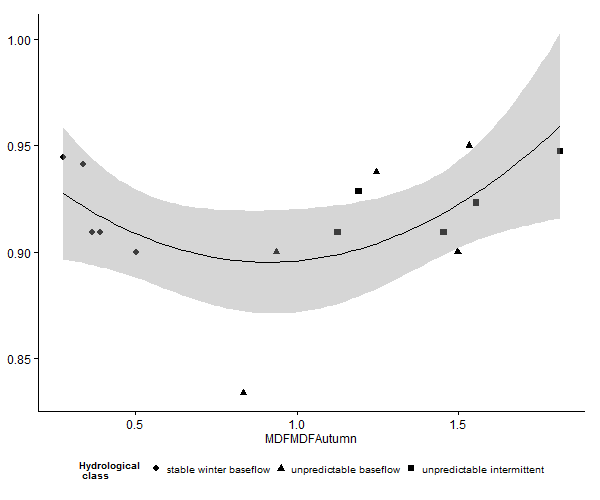 1.00
0.95
0.90
0.85
0.5 1.0 1.5
MDFMDFAutumn
Hydrological
class
stable winter baseflow unpredictable baseflow unpredictable intermittent